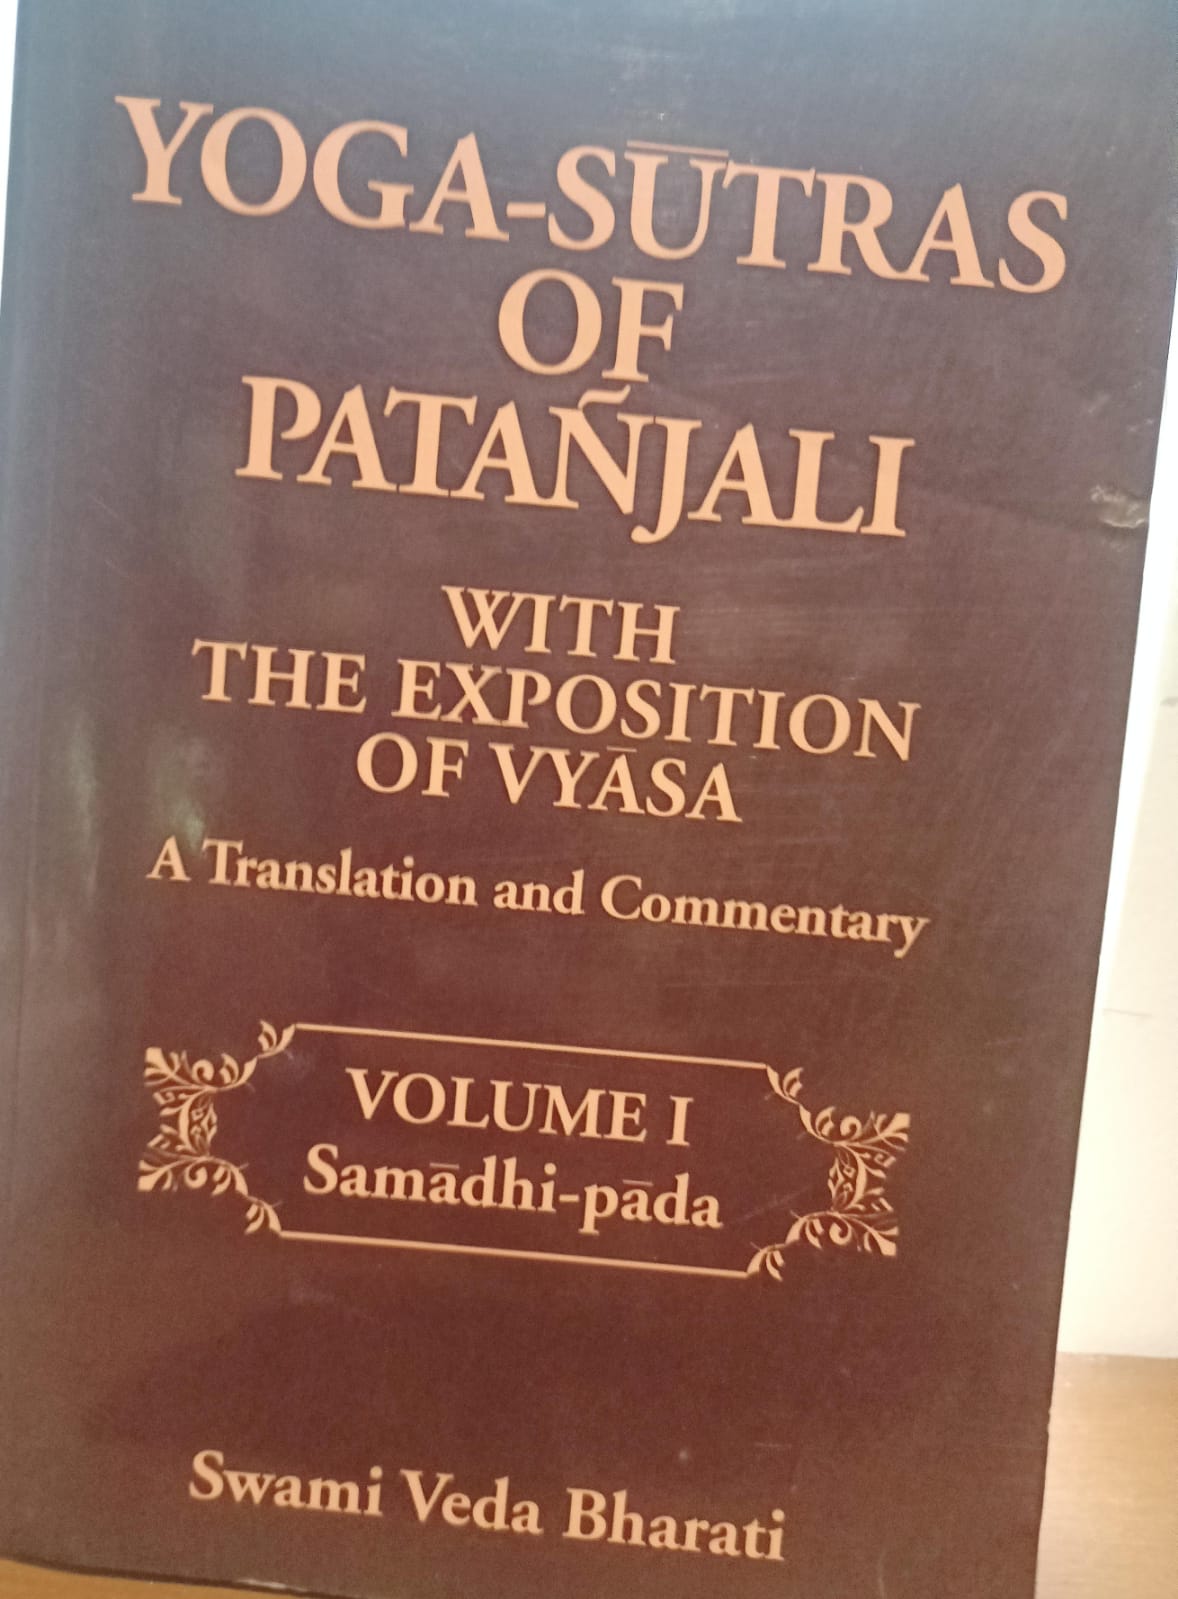 YOGA-SŪTRAS
OF
PATAÑJALI
WITH
THE EXPOSITION
OF VYĀSA
A Translation and Commentary
VOLUME I
Samādhi-pāda
Swami Veda Bharati